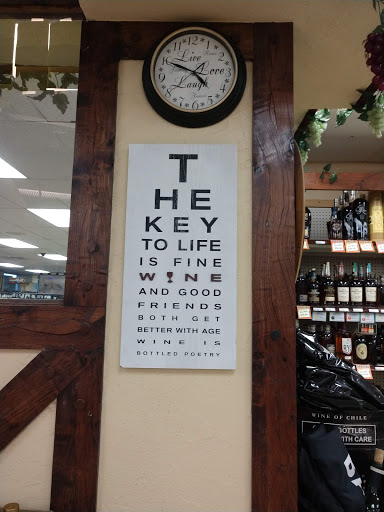 Live
Love
Laugh
T
HE
KEY
TO LIFE
IS FINE
WINE
AND GOOD
FRIENDS
BOTH GET
BETTER WITH AGE
WINE IS
BOTTLED POETRY
WINE OF CHILE
BOTTLES
WITH CARE